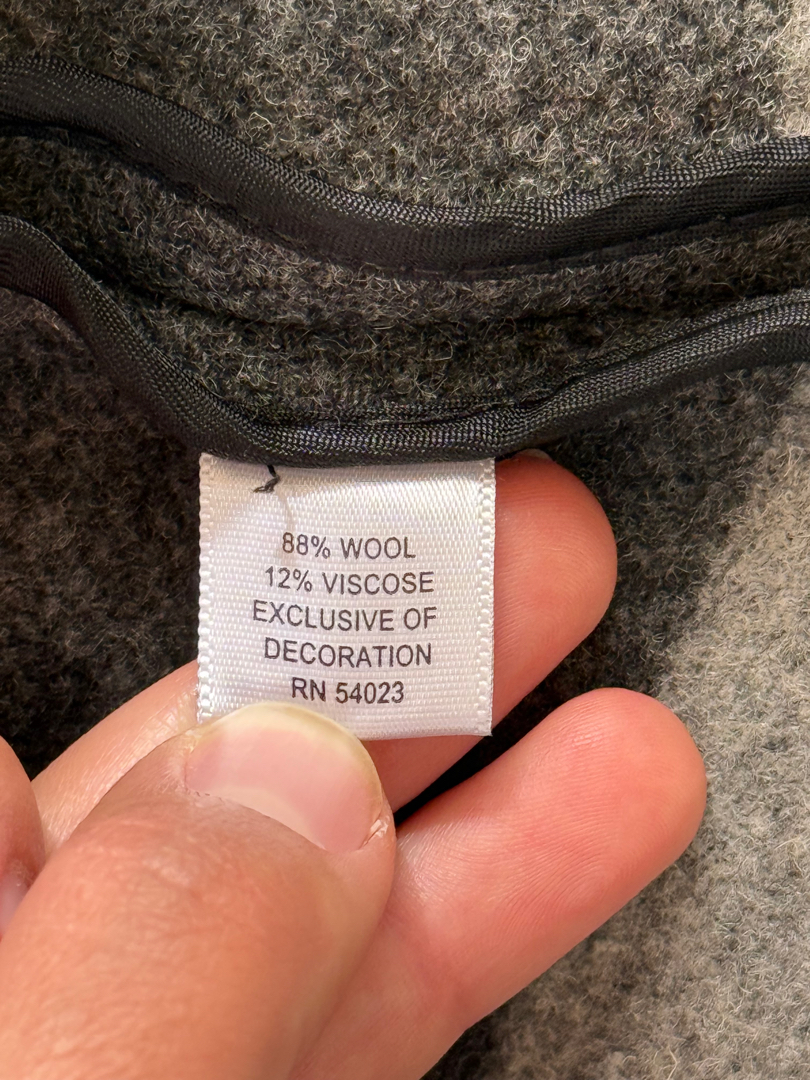 88% WOOL
12% VISCOSE
EXCLUSIVE OF
DECORATION
RN 54023